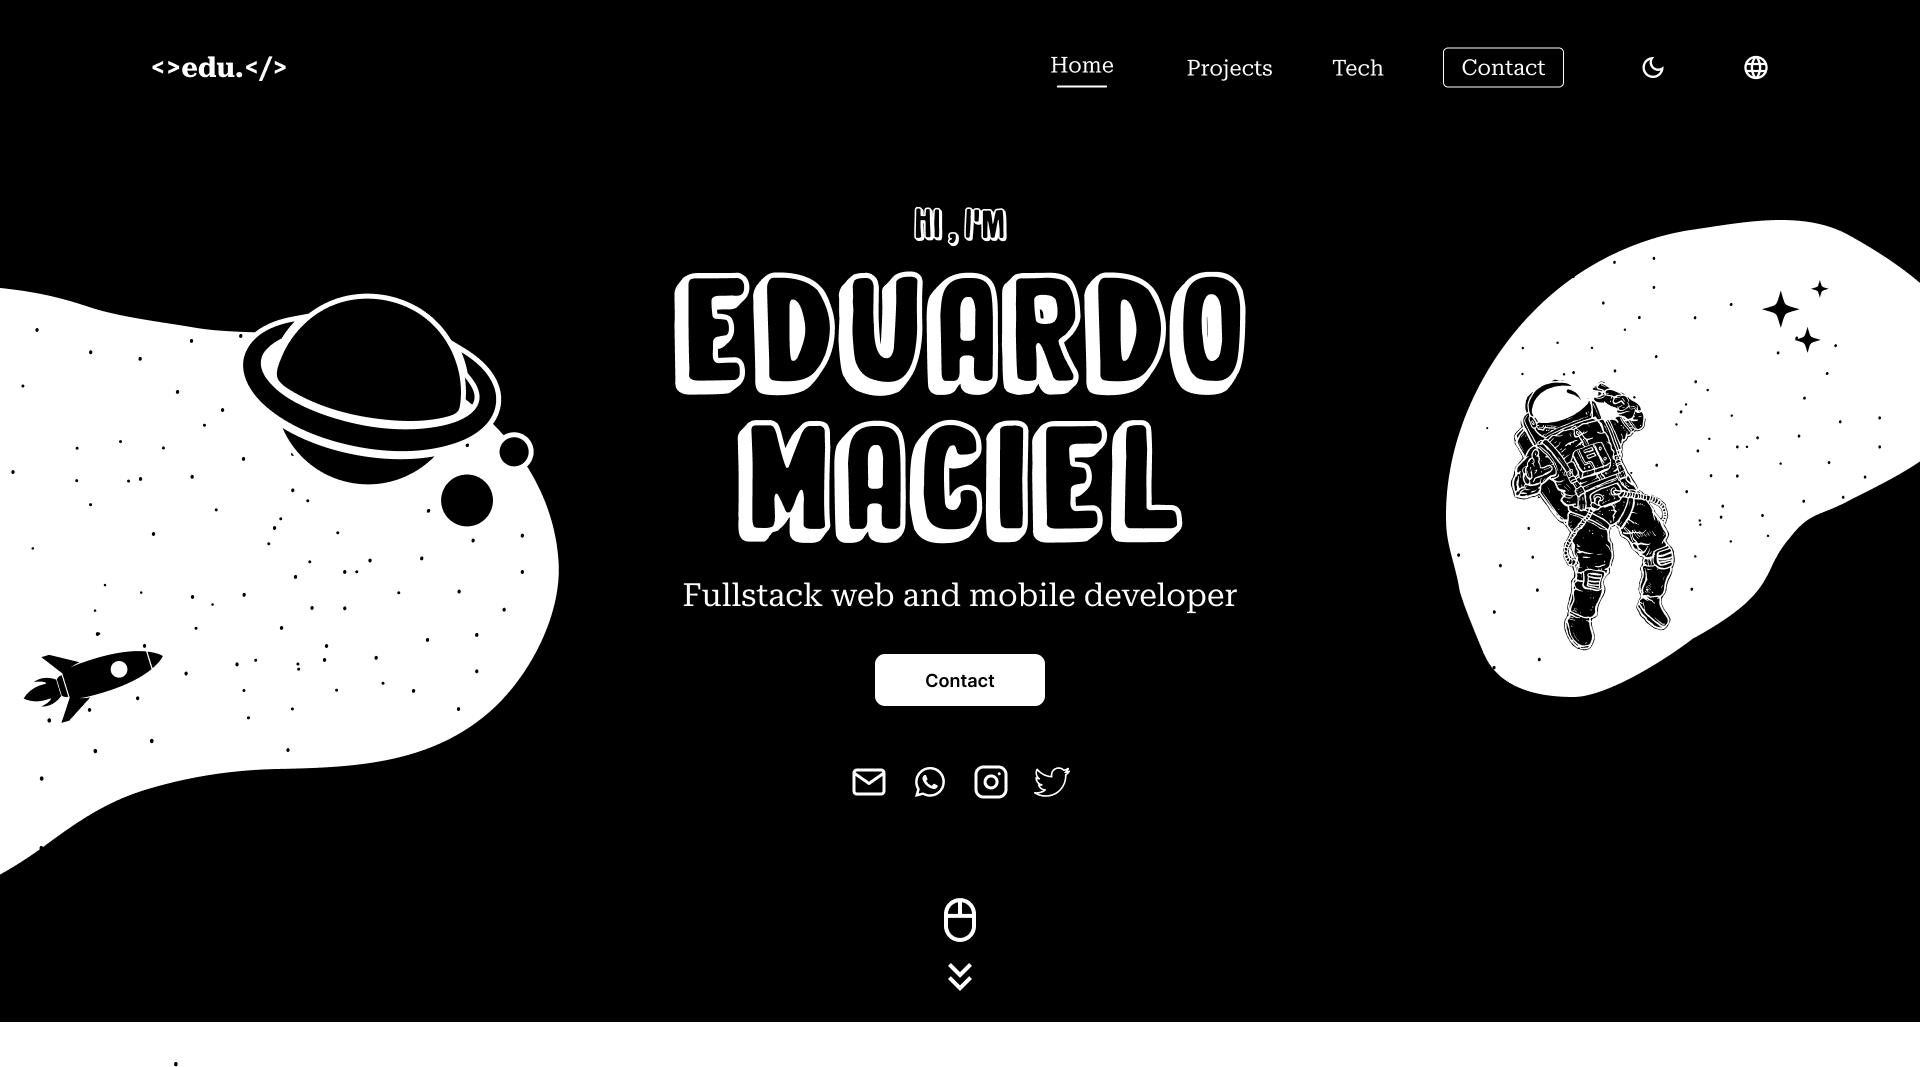 <>edu.</>
Home Projects Tech Contact
HI, I'M
EDUARDO
MACIEL
Fullstack web and mobile developer
Contact